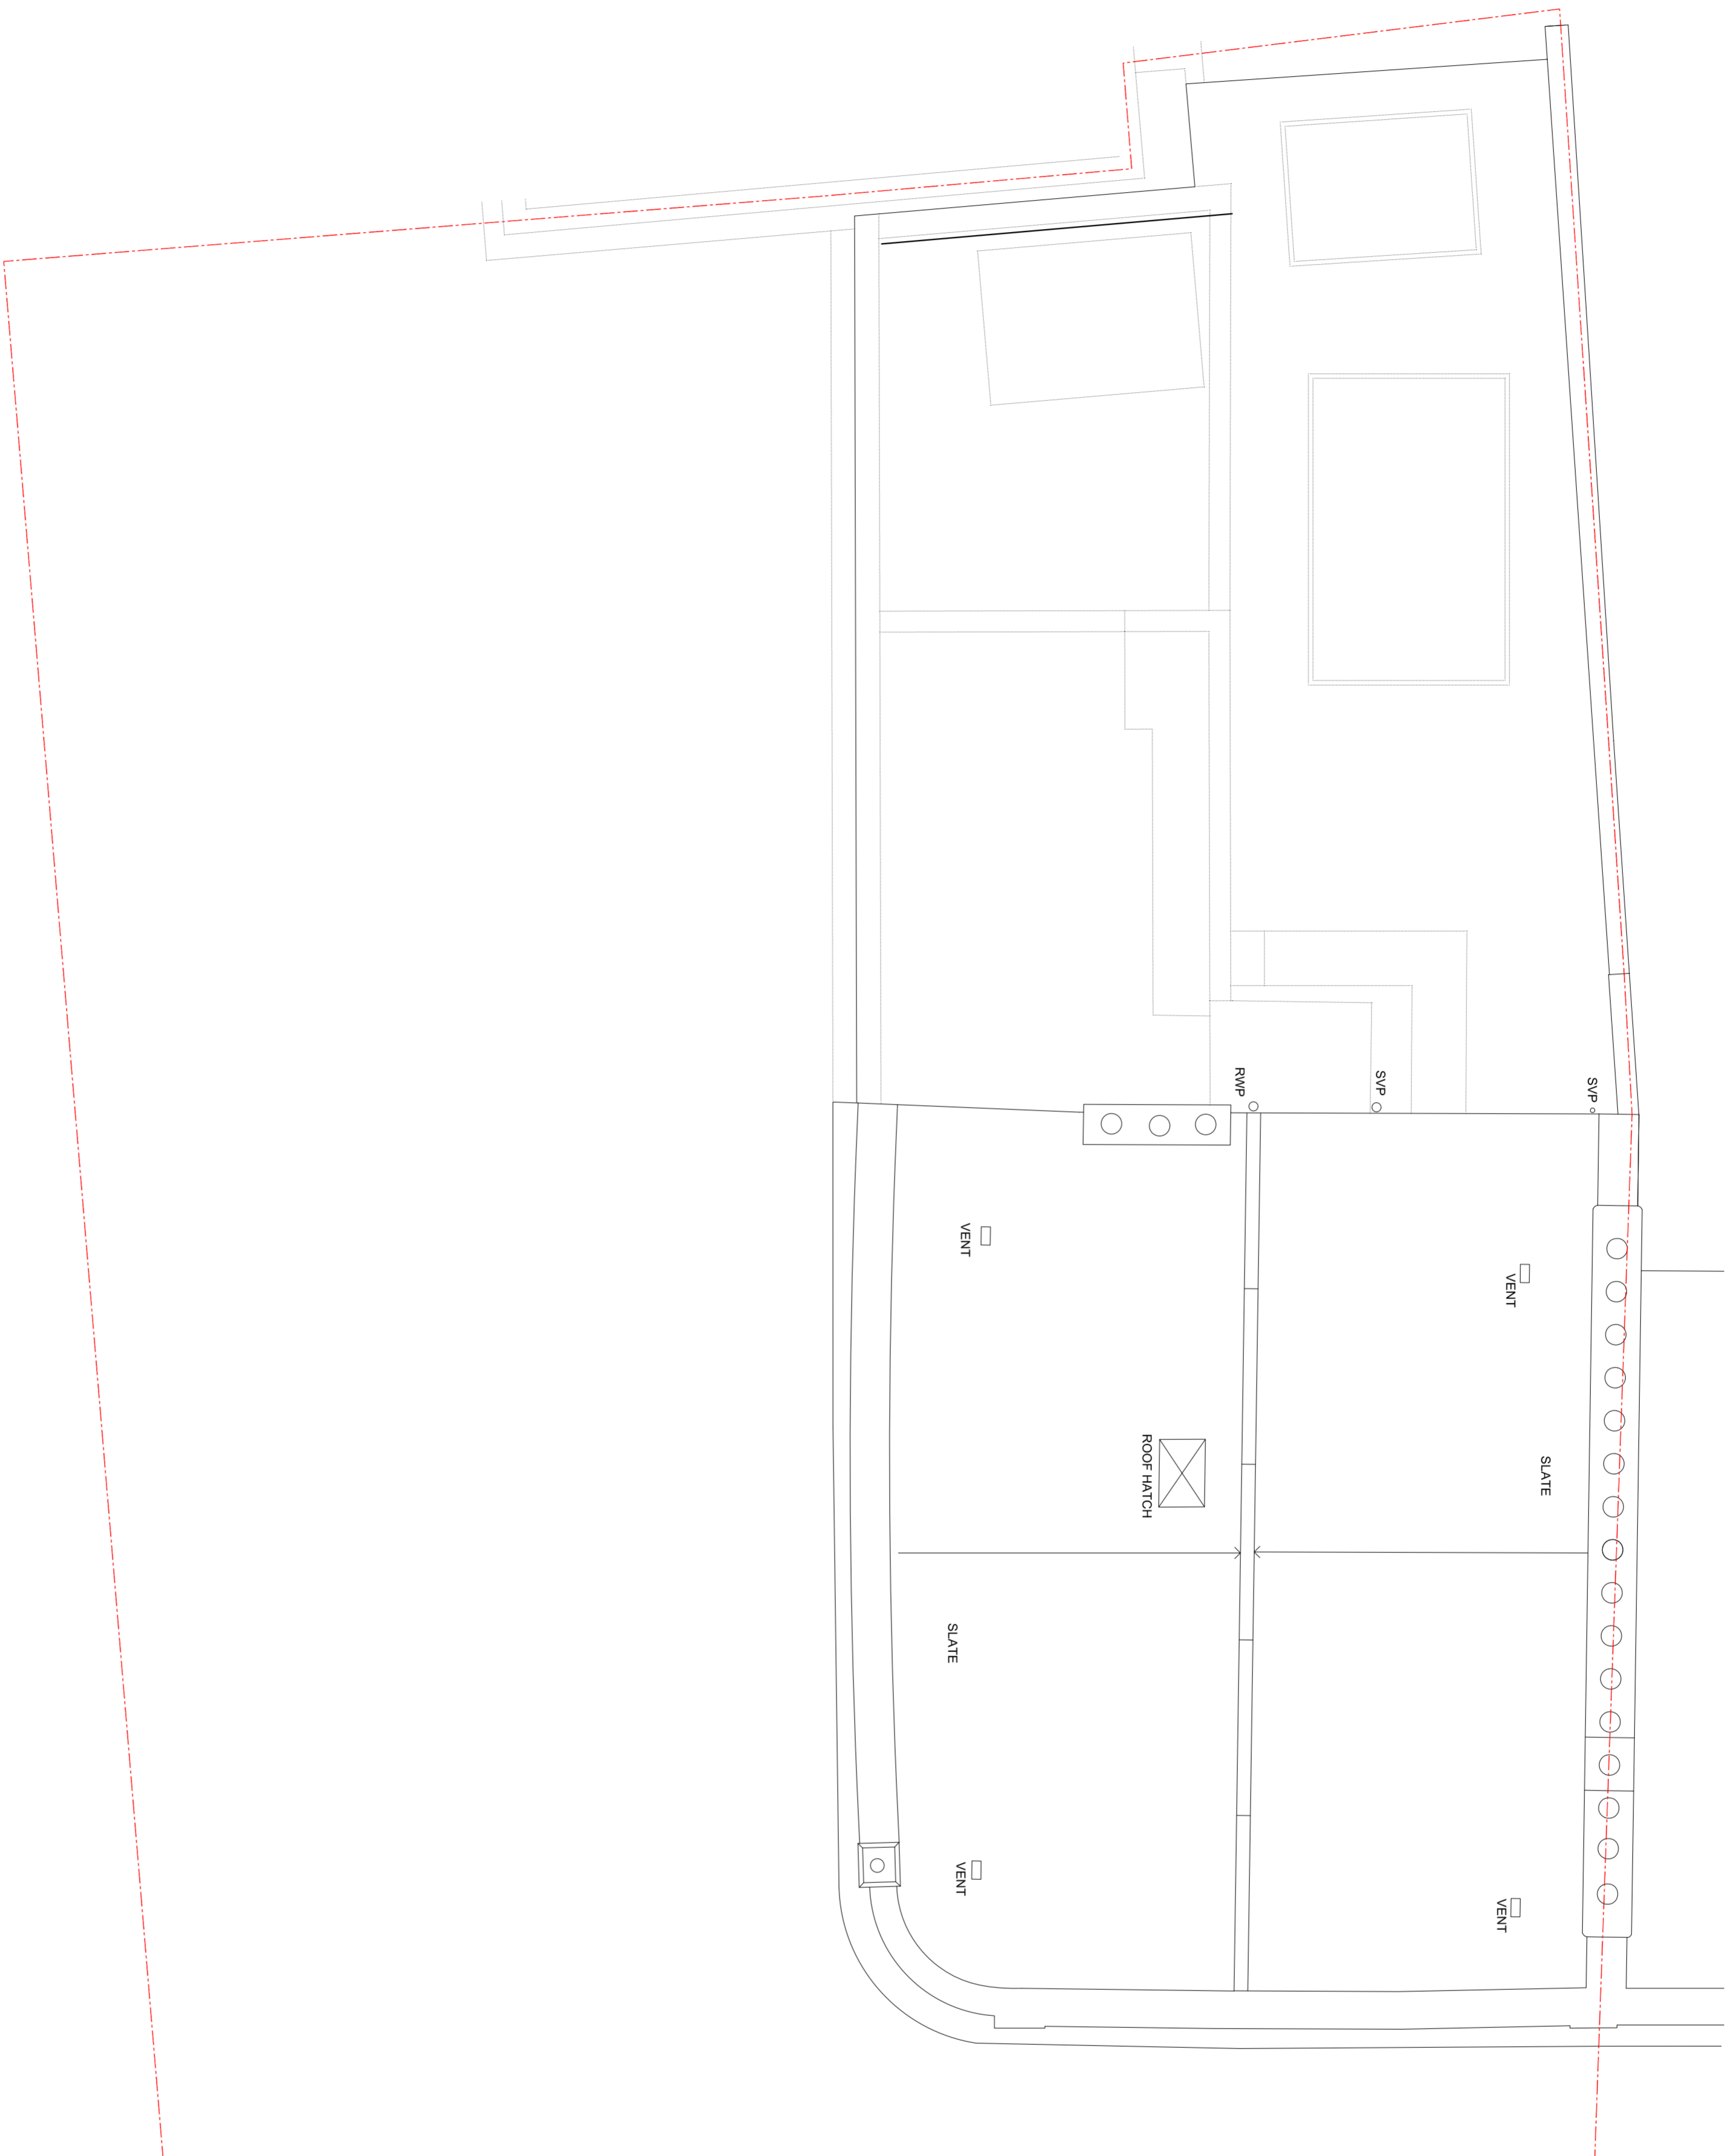 RWP
SVP
SVP
VENT
VENT
ROOF HATCH
SLATE
SLATE
VENT
VENT